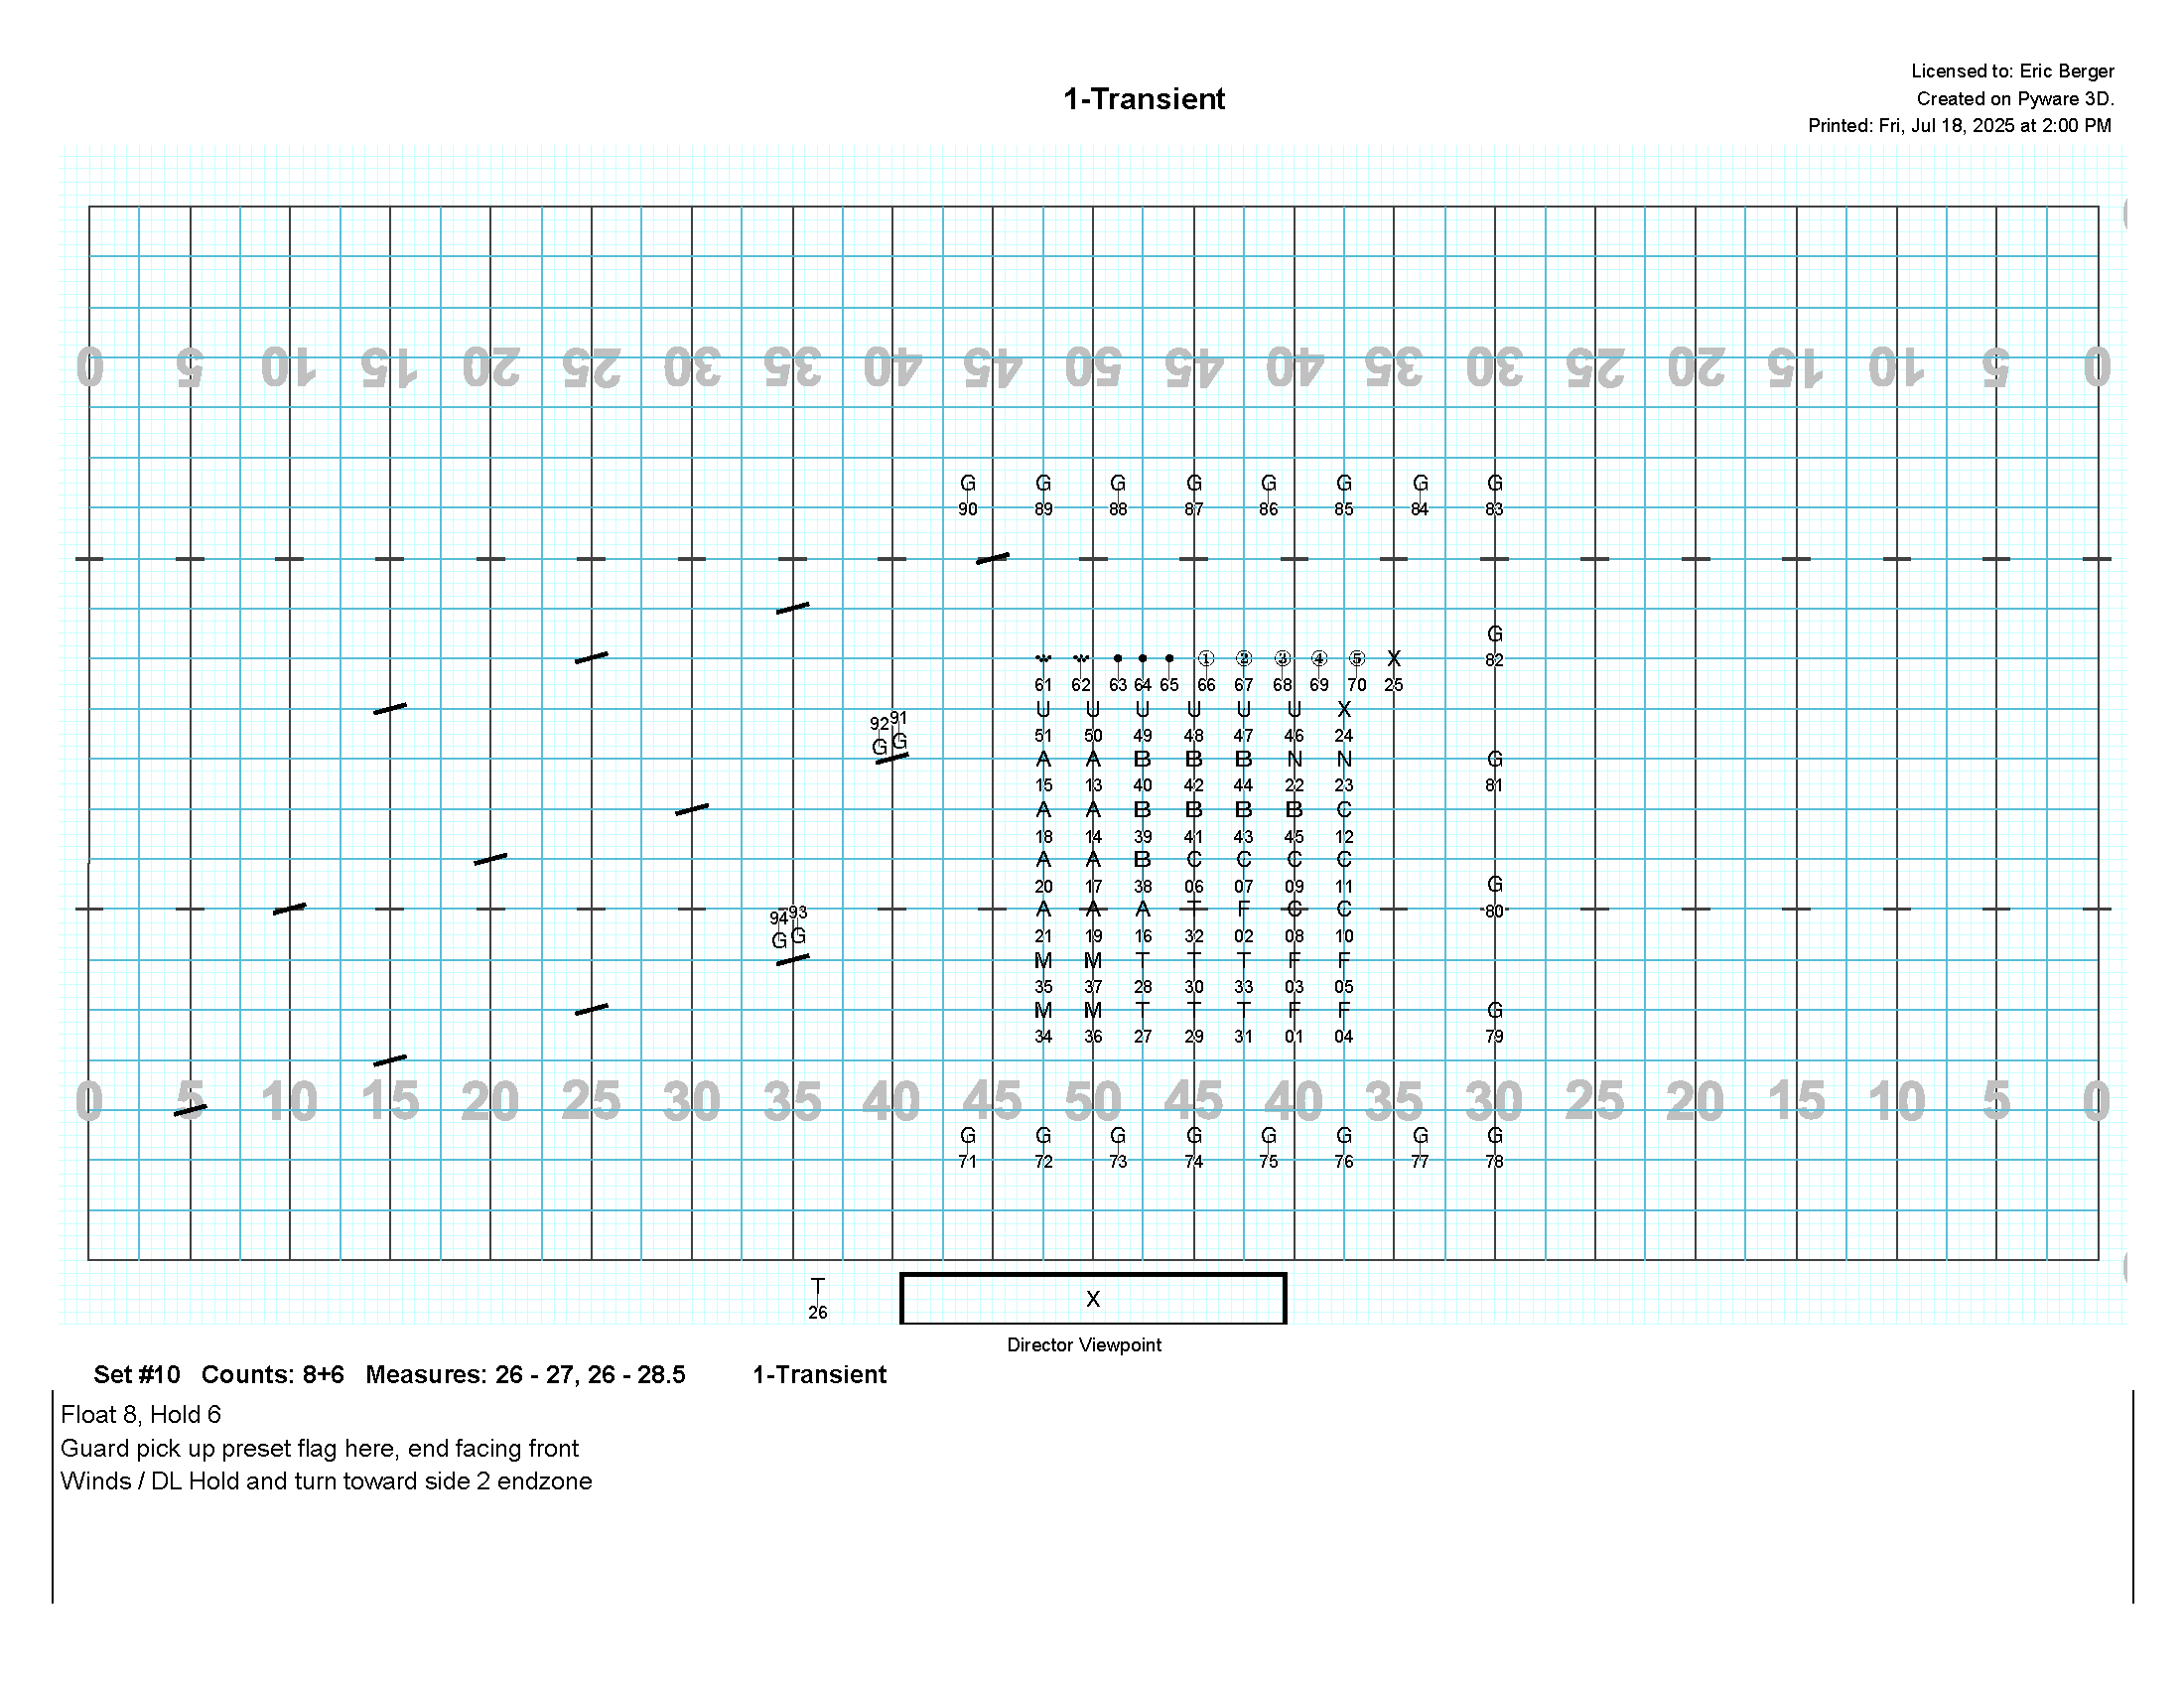 Licensed to: Eric Berger
1-Transient
Created on Pyware 3D.
Printed: Fri, Jul 18, 2025 at 2:00 PM
0 5 10 15 20 25 30 35 40 45 50 45 40 35 30 25 20 15 10 5 0
G G G G G G G G
90 89 88 87 86 85 84 83
G
1 2 3 4 5 X 82
61 62 63 64 65 66 67 68 69 70 25
U U U U U U X
92 91
51 50 49 48 47 46 24
G G
A A B B B N N G
15 13 40 42 44 22 23 81
A A B B B B C
18 14 39 41 43 45 12
A A B C C C C
20 17 38 06 07 09 11 G
94 93 A A A T F C C 80
G G 21 19 16 32 02 08 10
M M T T T F F
35 37 28 30 33 03 05
M M T T T F F G
34 36 27 29 31 01 04 79
0 5 10 15 20 25 30 35 40 45 50 45 40 35 30 25 20 15 10 5 0
G G G G G G G G
71 72 73 74 75 76 77 78
T
26 X
Director Viewpoint
Set #10 Counts: 8+6 Measures: 26 - 27, 26 - 28.5 1-Transient
Float 8, Hold 6
Guard pick up preset flag here, end facing front
Winds / DL Hold and turn toward side 2 endzone